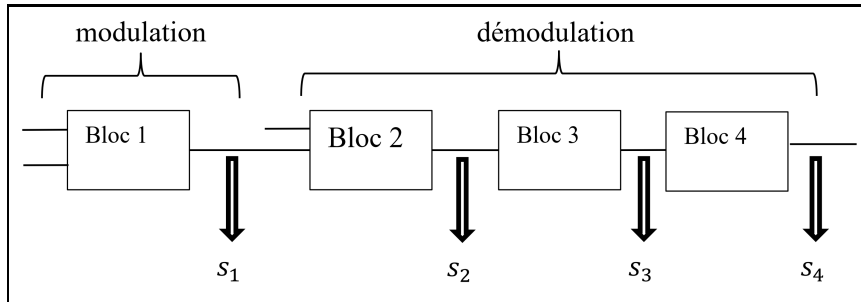 modulation démodulation
Bloc 1 Bloc 2 Bloc 3 Bloc 4
s₁ s₂ s₃ s₄